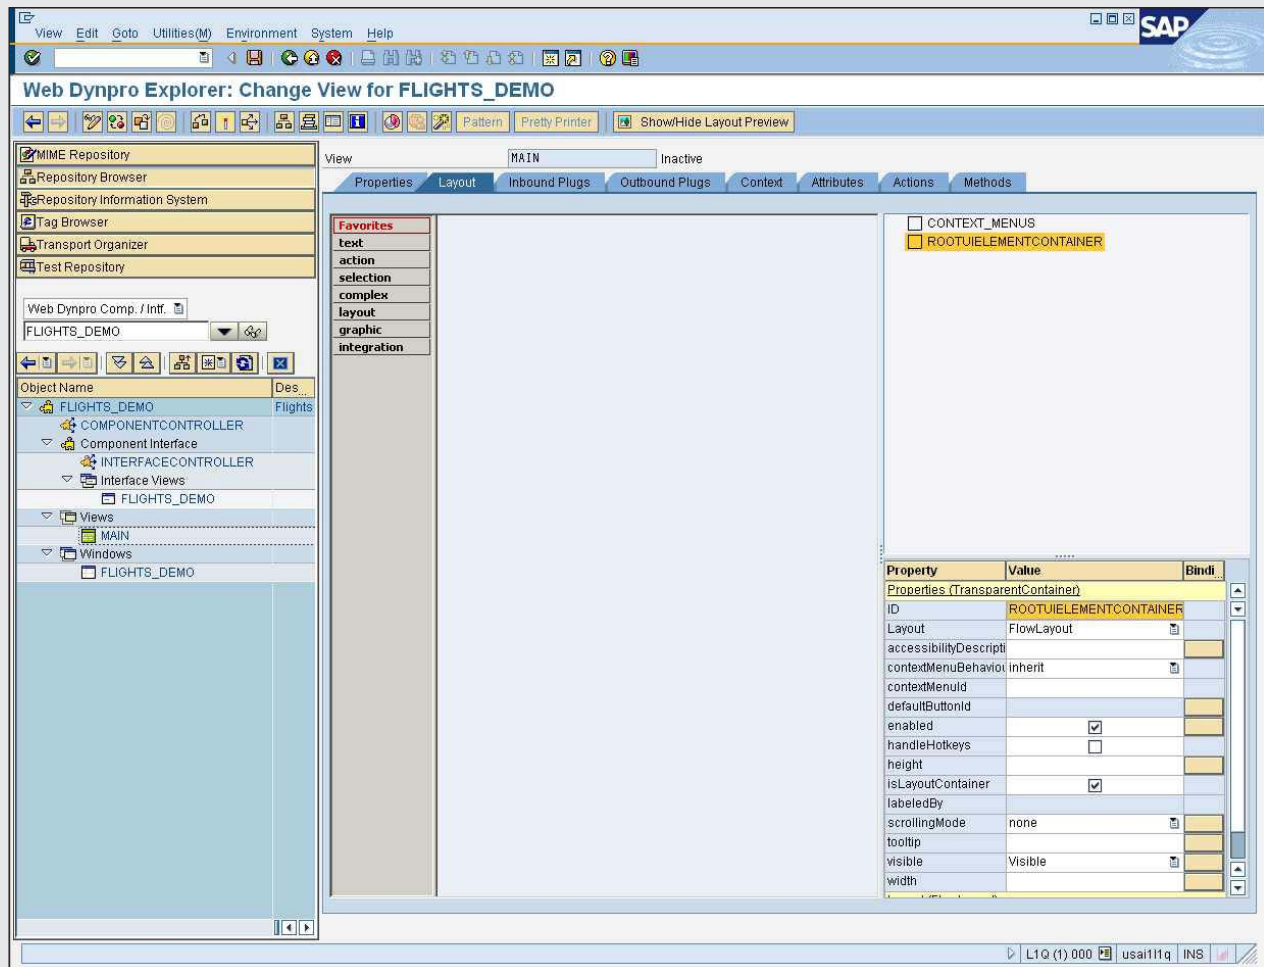 View Edit Goto Utilities(M) Environment System Help
SAP
Web Dynpro Explorer: Change View for FLIGHTS_DEMO
Pattern Pretty Printer Show/Hide Layout Preview
MIME Repository
Repository Browser
Repository Information System
Tag Browser
Transport Organizer
Test Repository
Web Dynpro Comp. / Intf.
FLIGHTS_DEMO
Object Name Des...
FLIGHTS_DEMO Flights
COMPONENTCONTROLLER
Component Interface
INTERFACECONTROLLER
Interface Views
FLIGHTS_DEMO
Views
MAIN
Windows
FLIGHTS_DEMO
View MAIN Inactive
Properties Layout Inbound Plugs Outbound Plugs Context Attributes Actions Methods
Favorites
text
action
selection
complex
layout
graphic
integration
CONTEXT_MENUS
ROOTUIELEMENTCONTAINER
Property Value Bindi...
Properties (TransparentContainer)
ID ROOTUIELEMENTCONTAINER
Layout FlowLayout
accessibilityDescripti
contextMenuBehaviou inherit
contextMenuId
defaultButtonId
enabled
handleHotkeys
height
isLayoutContainer
labeledBy
scrollingMode none
tooltip
visible Visible
width
L1Q (1) 000 usai1l1q INS